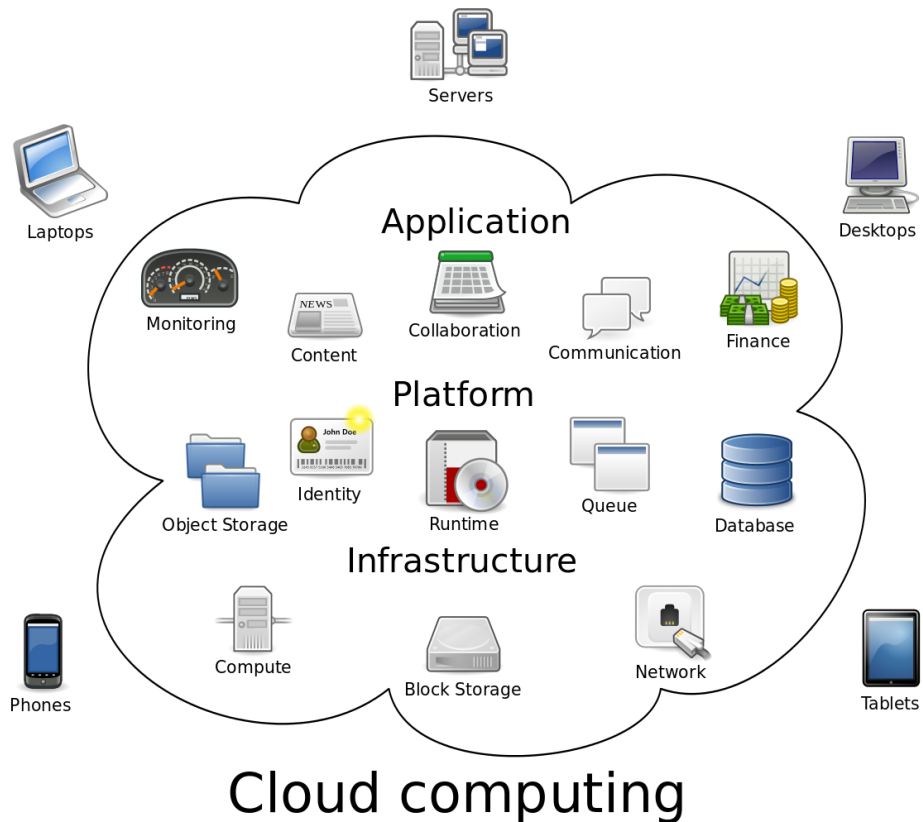 Servers
Laptops
Desktops
Application
Monitoring
NEWS
Content
Collaboration
Communication
Finance
Platform
Object Storage
John Doe
Identity
Runtime
Queue
Database
Infrastructure
Compute
Block Storage
Network
Phones
Tablets
Cloud computing